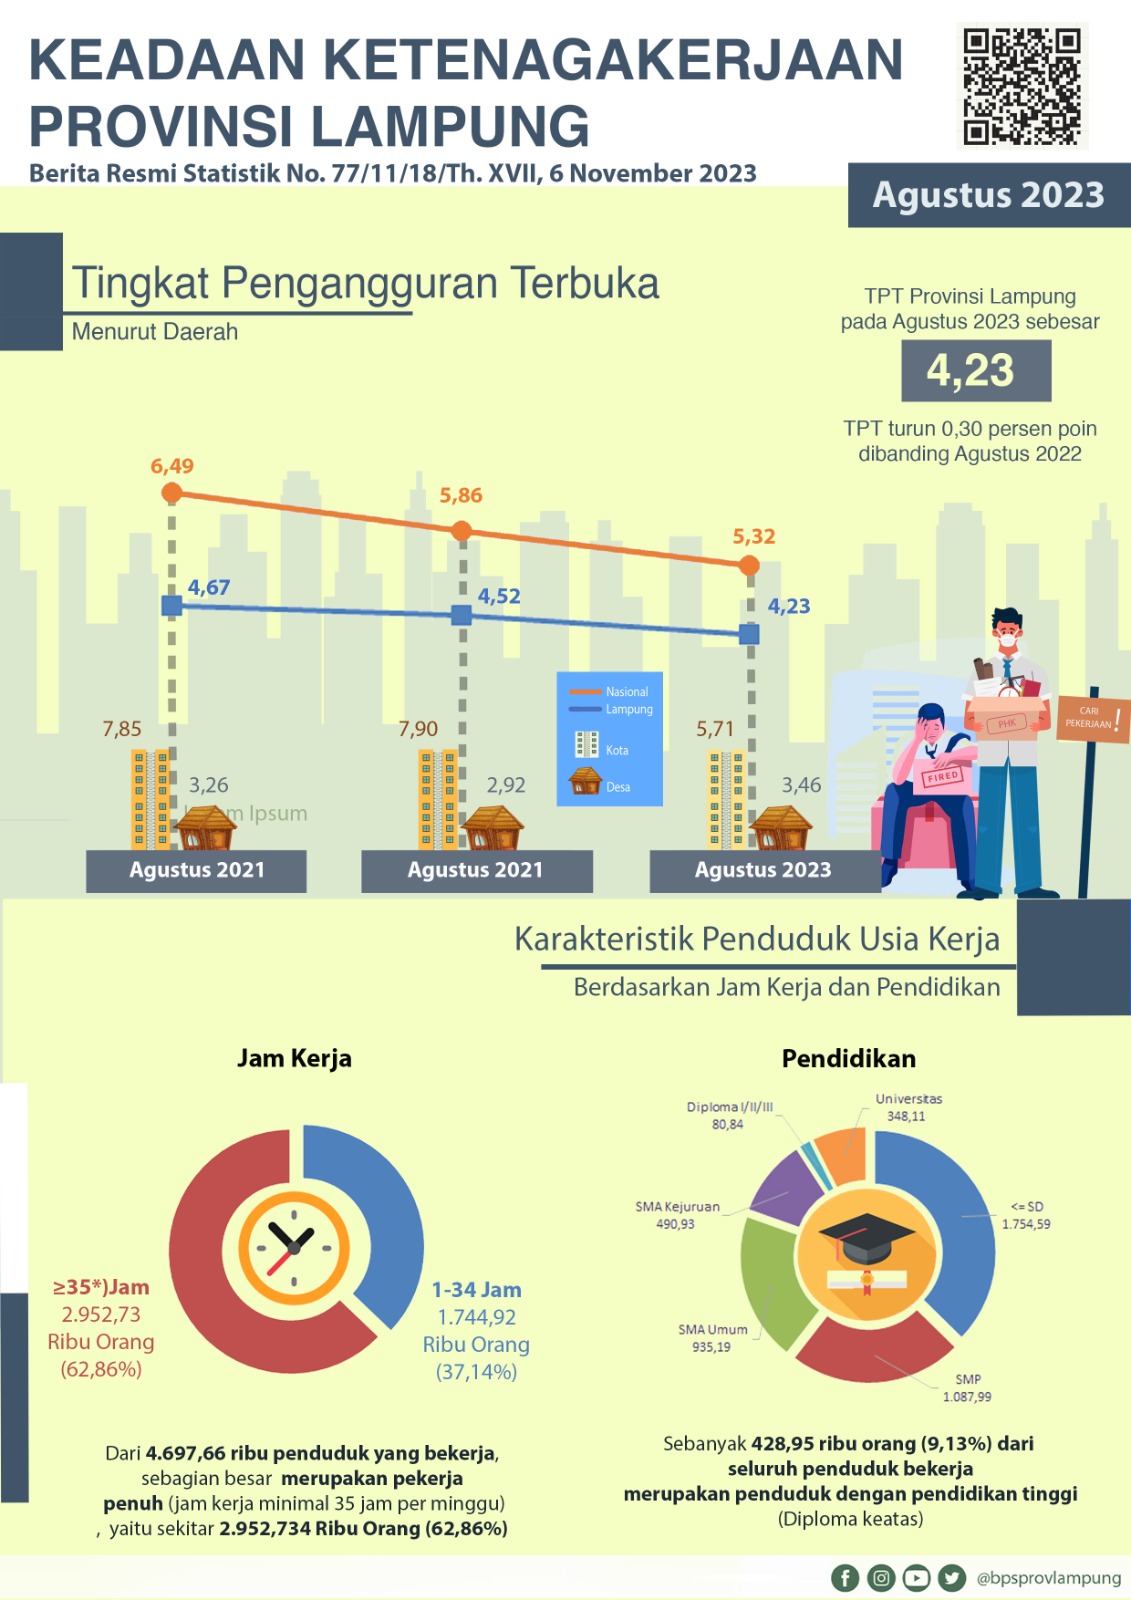 KEADAAN KETENAGAKERJAAN
PROVINSI LAMPUNG
Berita Resmi Statistik No. 77/11/18/Th. XVII, 6 November 2023
Agustus 2023
Tingkat Pengangguran Terbuka
Menurut Daerah
TPT Provinsi Lampung
pada Agustus 2023 sebesar
4,23
TPT turun 0,30 persen poin
dibanding Agustus 2022
6,49
5,86
5,32
4,67
4,52
4,23
Nasional
Lampung
Kota
Desa
7,85
7,90
5,71
3,26
2,92
3,46
m Ipsum
Agustus 2021
Agustus 2021
Agustus 2023
FIRED
PHK
CARI
PEKERJAAN !
Karakteristik Penduduk Usia Kerja
Berdasarkan Jam Kerja dan Pendidikan
Jam Kerja
≥35*)Jam
2.952,73
Ribu Orang
(62,86%)
1-34 Jam
1.744,92
Ribu Orang
(37,14%)
Dari 4.697,66 ribu penduduk yang bekerja,
sebagian besar merupakan pekerja
penuh (jam kerja minimal 35 jam per minggu)
, yaitu sekitar 2.952,734 Ribu Orang (62,86%)
Pendidikan
Universitas
348,11
Diploma I/II/III
80,84
SMA Kejuruan
490,93
<= SD
1.754,59
SMA Umum
935,19
SMP
1.087,99
Sebanyak 428,95 ribu orang (9,13%) dari
seluruh penduduk bekerja
merupakan penduduk dengan pendidikan tinggi
(Diploma keatas)
@bpsprovlampung